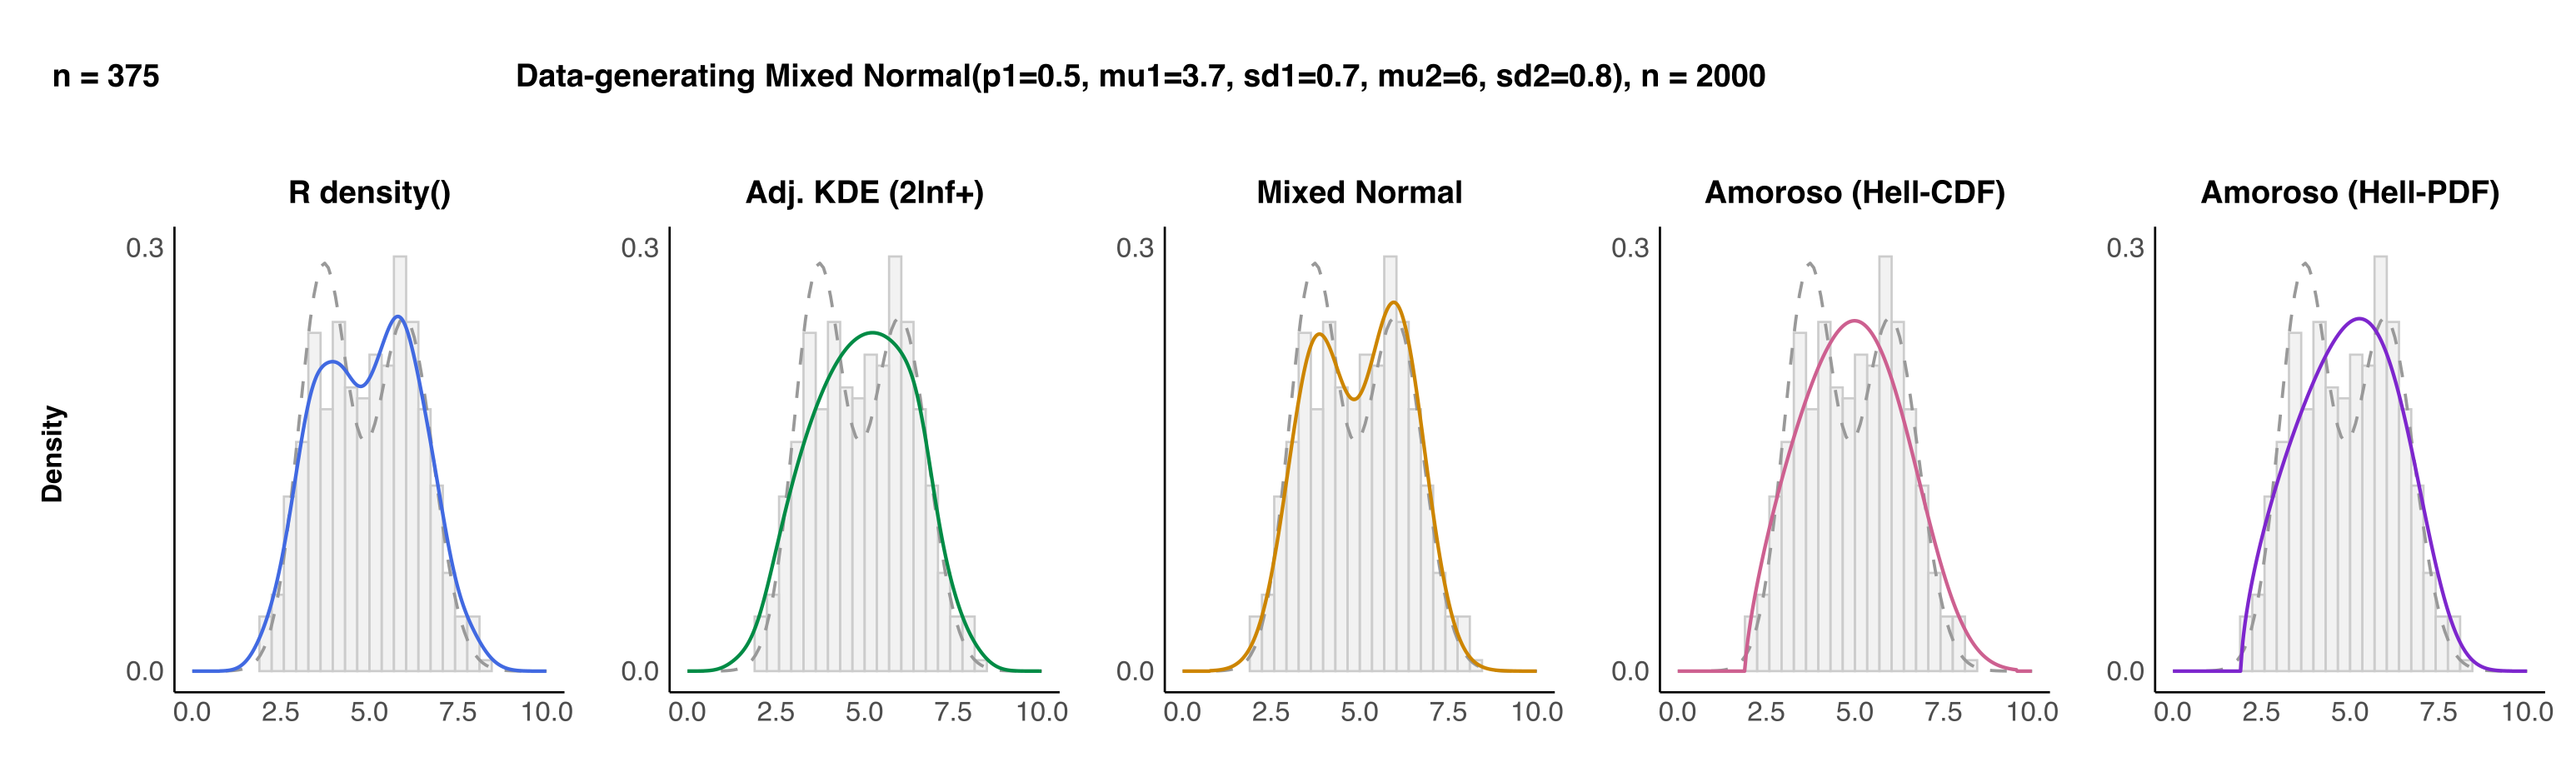 n = 375
Data-generating Mixed Normal(p1=0.5, mu1=3.7, sd1=0.7, mu2=6, sd2=0.8), n = 2000
R density()
Adj. KDE (2Inf+)
Mixed Normal
Amoroso (Hell-CDF)
Amoroso (Hell-PDF)
Density
0.3
0.0
0.0 2.5 5.0 7.5 10.0
0.3
0.0
0.0 2.5 5.0 7.5 10.0
0.3
0.0
0.0 2.5 5.0 7.5 10.0
0.3
0.0
0.0 2.5 5.0 7.5 10.0
0.3
0.0
0.0 2.5 5.0 7.5 10.0